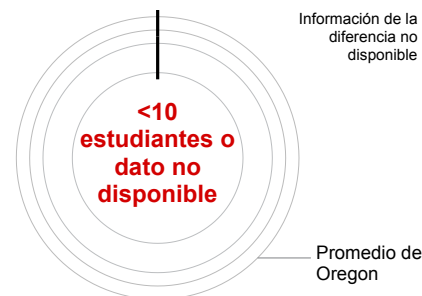 Información de la
diferencia no
disponible
<10
estudiantes o
dato no
disponible
Promedio de
Oregon